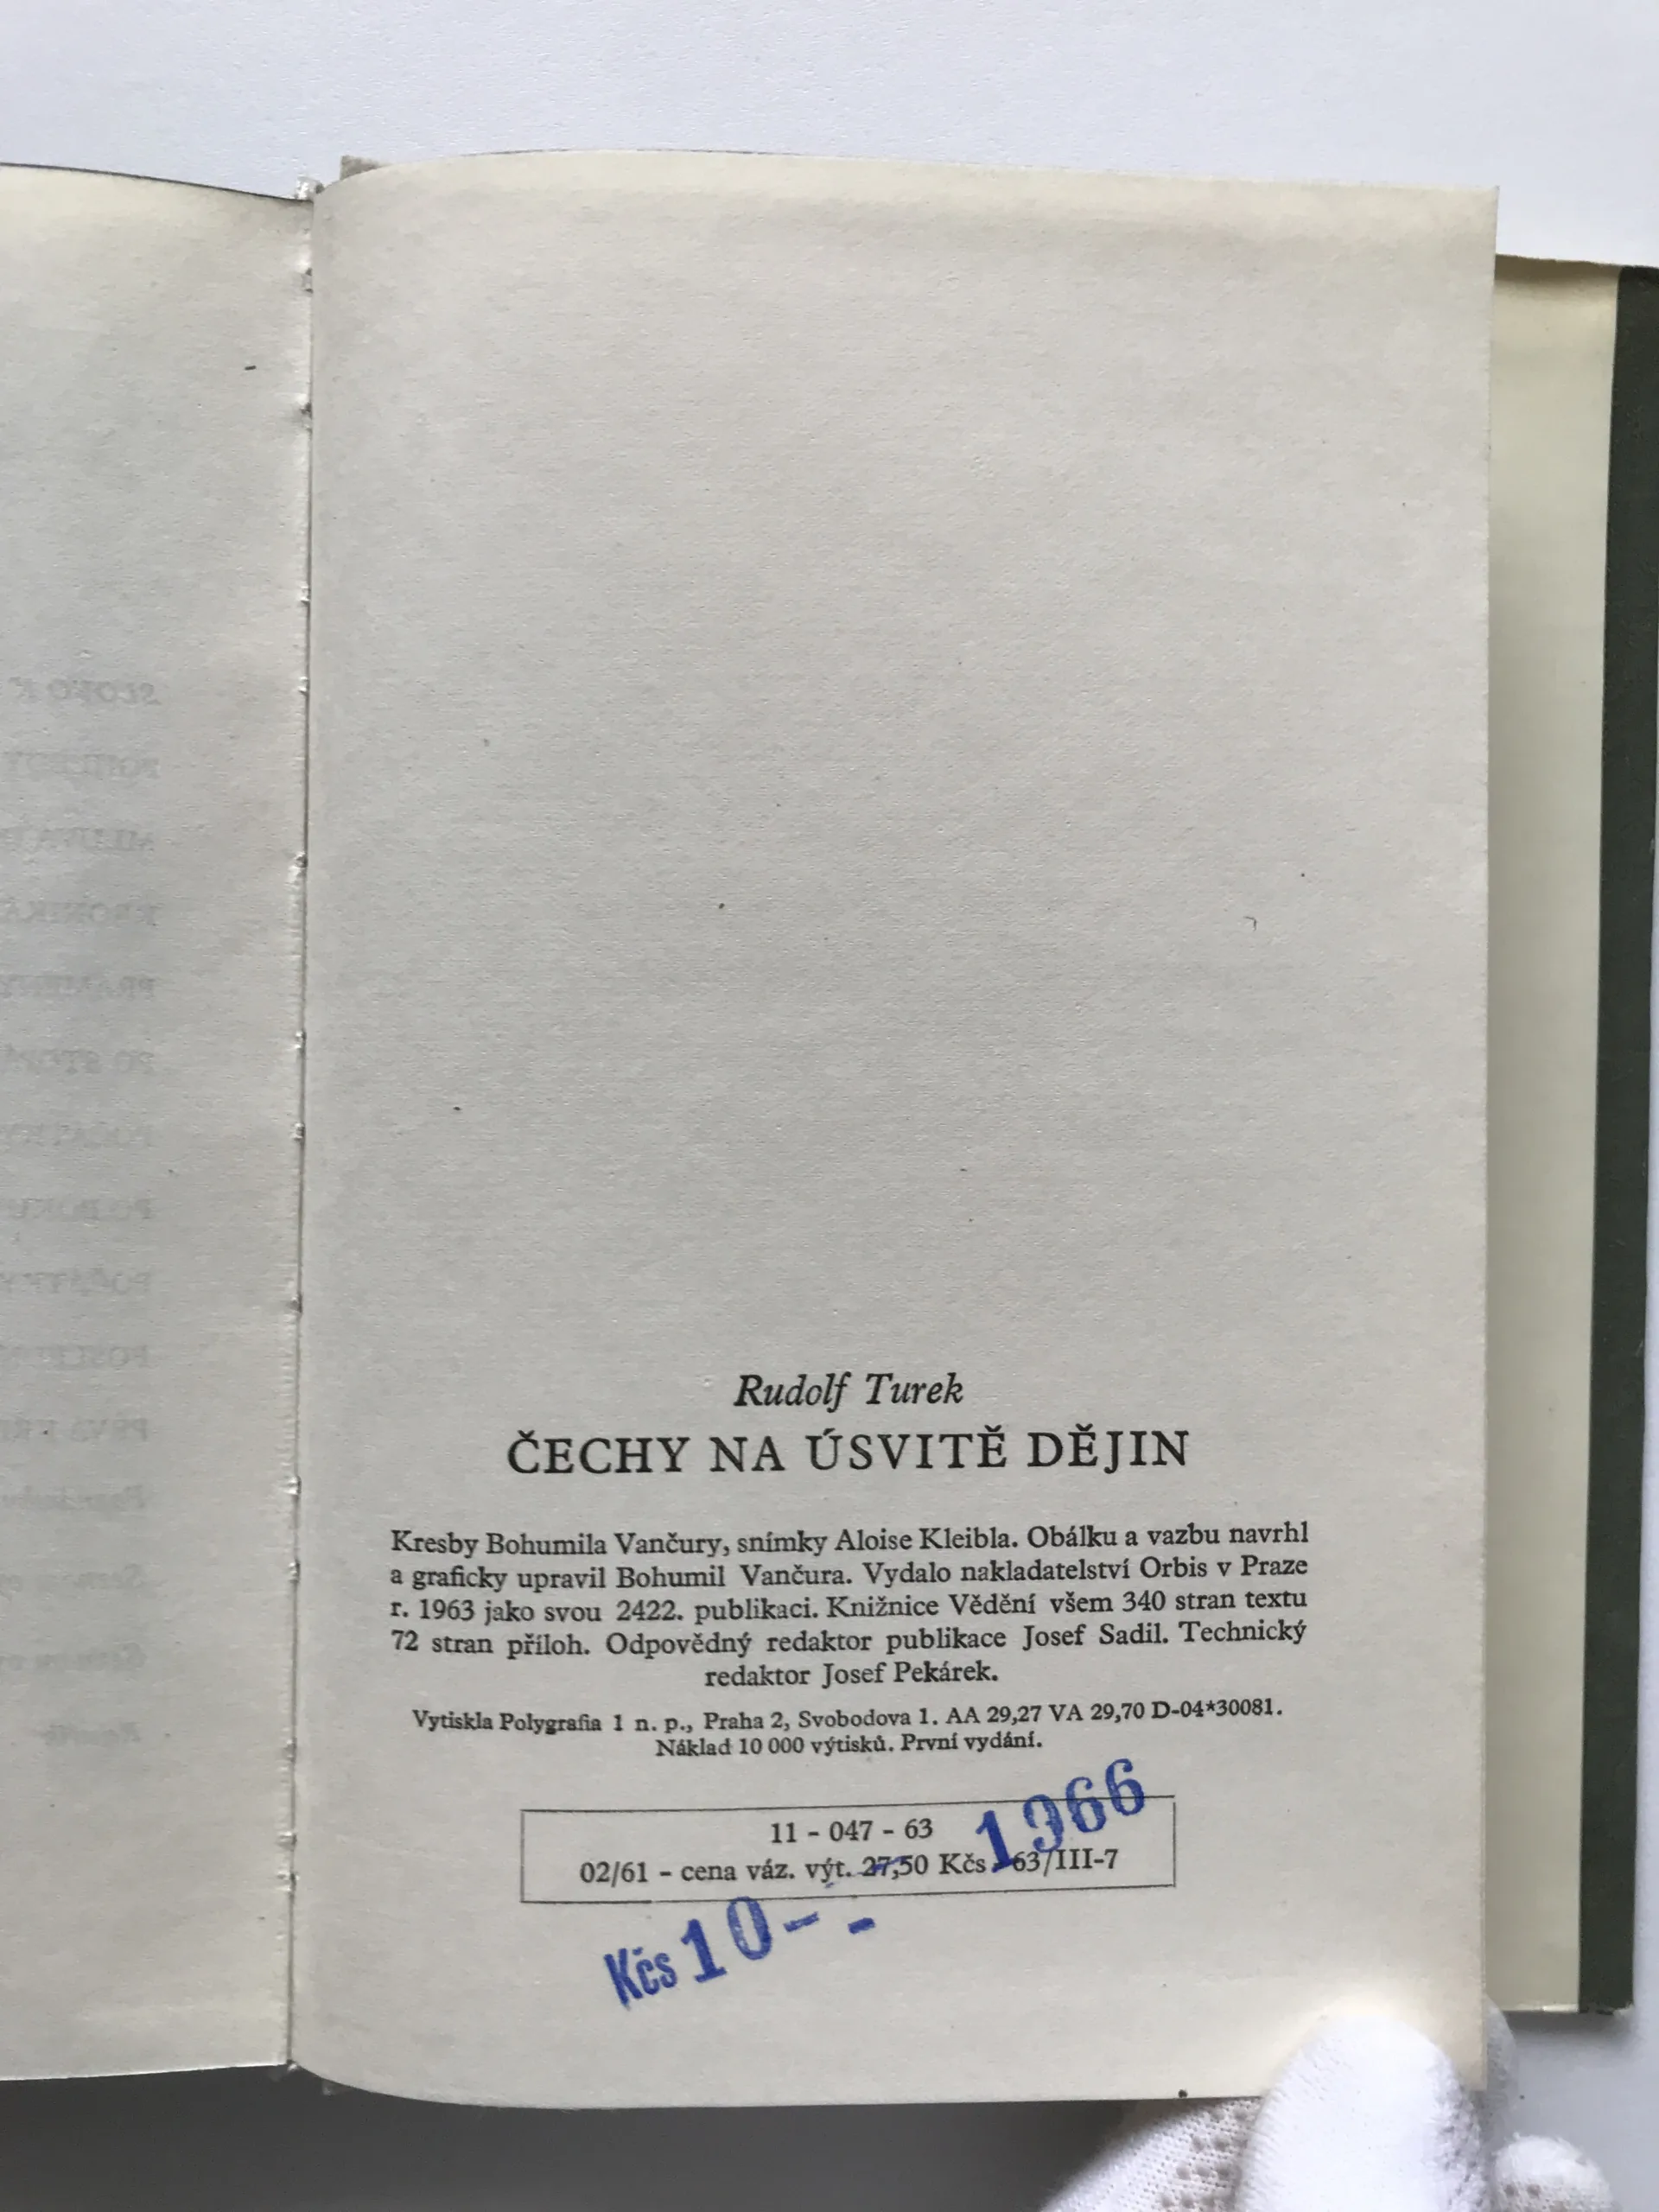 Rudolf Turek
ČECHY NA ÚSVITĚ DĚJIN
Kresby Bohumila Vančury, snímky Aloise Kleibla. Obálku a vazbu navrhl
a graficky upravil Bohumil Vančura. Vydalo nakladatelství Orbis v Praze
r. 1963 jako svou 2422. publikaci. Knižnice Vědění všem 340 stran textu
72 stran příloh. Odpovědný redaktor publikace Josef Sadil. Technický
redaktor Josef Pekárek.
Vytiskla Polygrafia 1 n. p., Praha 2, Svobodova 1. AA 29,27 VA 29,70 D-04*30081.
Náklad 10 000 výtisků. První vydání.
1966
11 - 047 - 63
02/61 - cena váz. výt. 27,50 Kčs - 63/III-7
Kčs 10 - -